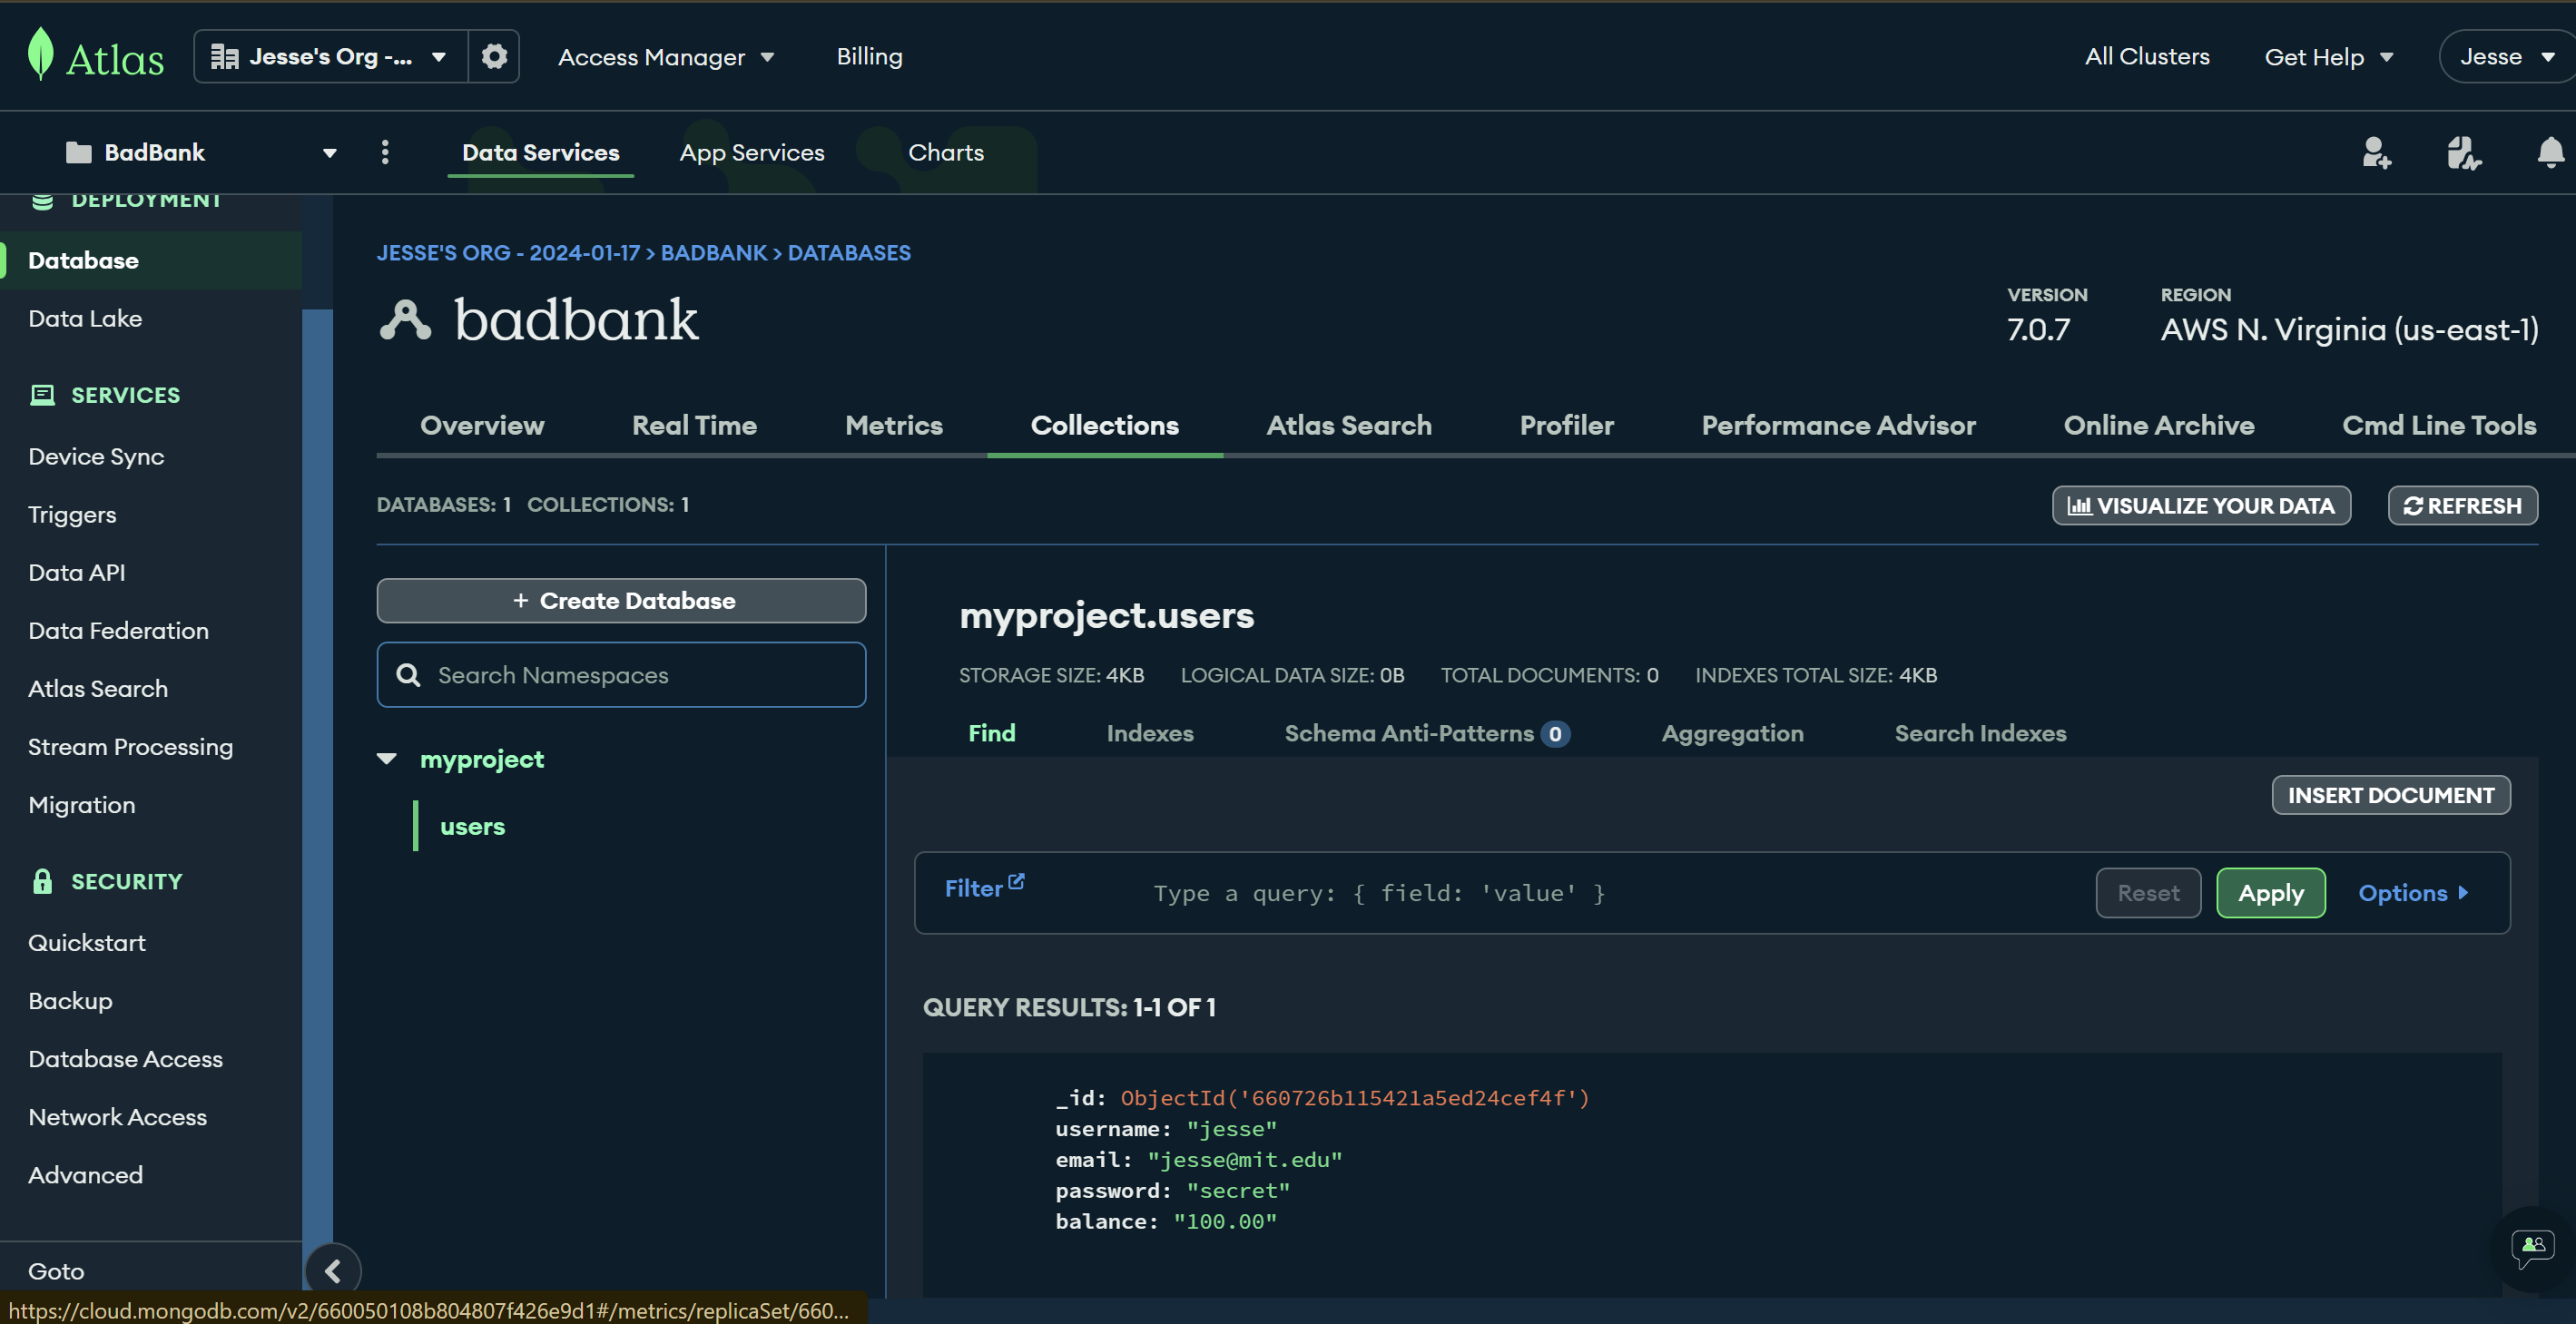 Atlas
Jesse's Org -...
Access Manager
Billing
All Clusters
Get Help
Jesse
BadBank
Data Services
App Services
Charts
DEPLOYMENT
Database
Data Lake
SERVICES
Device Sync
Triggers
Data API
Data Federation
Atlas Search
Stream Processing
Migration
SECURITY
Quickstart
Backup
Database Access
Network Access
Advanced
Goto
JESSE'S ORG - 2024-01-17 > BADBANK > DATABASES
badbank
VERSION
7.0.7
REGION
AWS N. Virginia (us-east-1)
Overview
Real Time
Metrics
Collections
Atlas Search
Profiler
Performance Advisor
Online Archive
Cmd Line Tools
DATABASES: 1 COLLECTIONS: 1
VISUALIZE YOUR DATA
REFRESH
+ Create Database
Search Namespaces
myproject
users
myproject.users
STORAGE SIZE: 4KB LOGICAL DATA SIZE: 0B TOTAL DOCUMENTS: 0 INDEXES TOTAL SIZE: 4KB
Find
Indexes
Schema Anti-Patterns 0
Aggregation
Search Indexes
INSERT DOCUMENT
Filter
Type a query: { field: 'value' }
Reset
Apply
Options
QUERY RESULTS: 1-1 OF 1
_id: ObjectId('660726b115421a5ed24cef4f')
username: "jesse"
email: "jesse@mit.edu"
password: "secret"
balance: "100.00"
https://cloud.mongodb.com/v2/660050108b804807f426e9d1#/metrics/replicaSet/660...